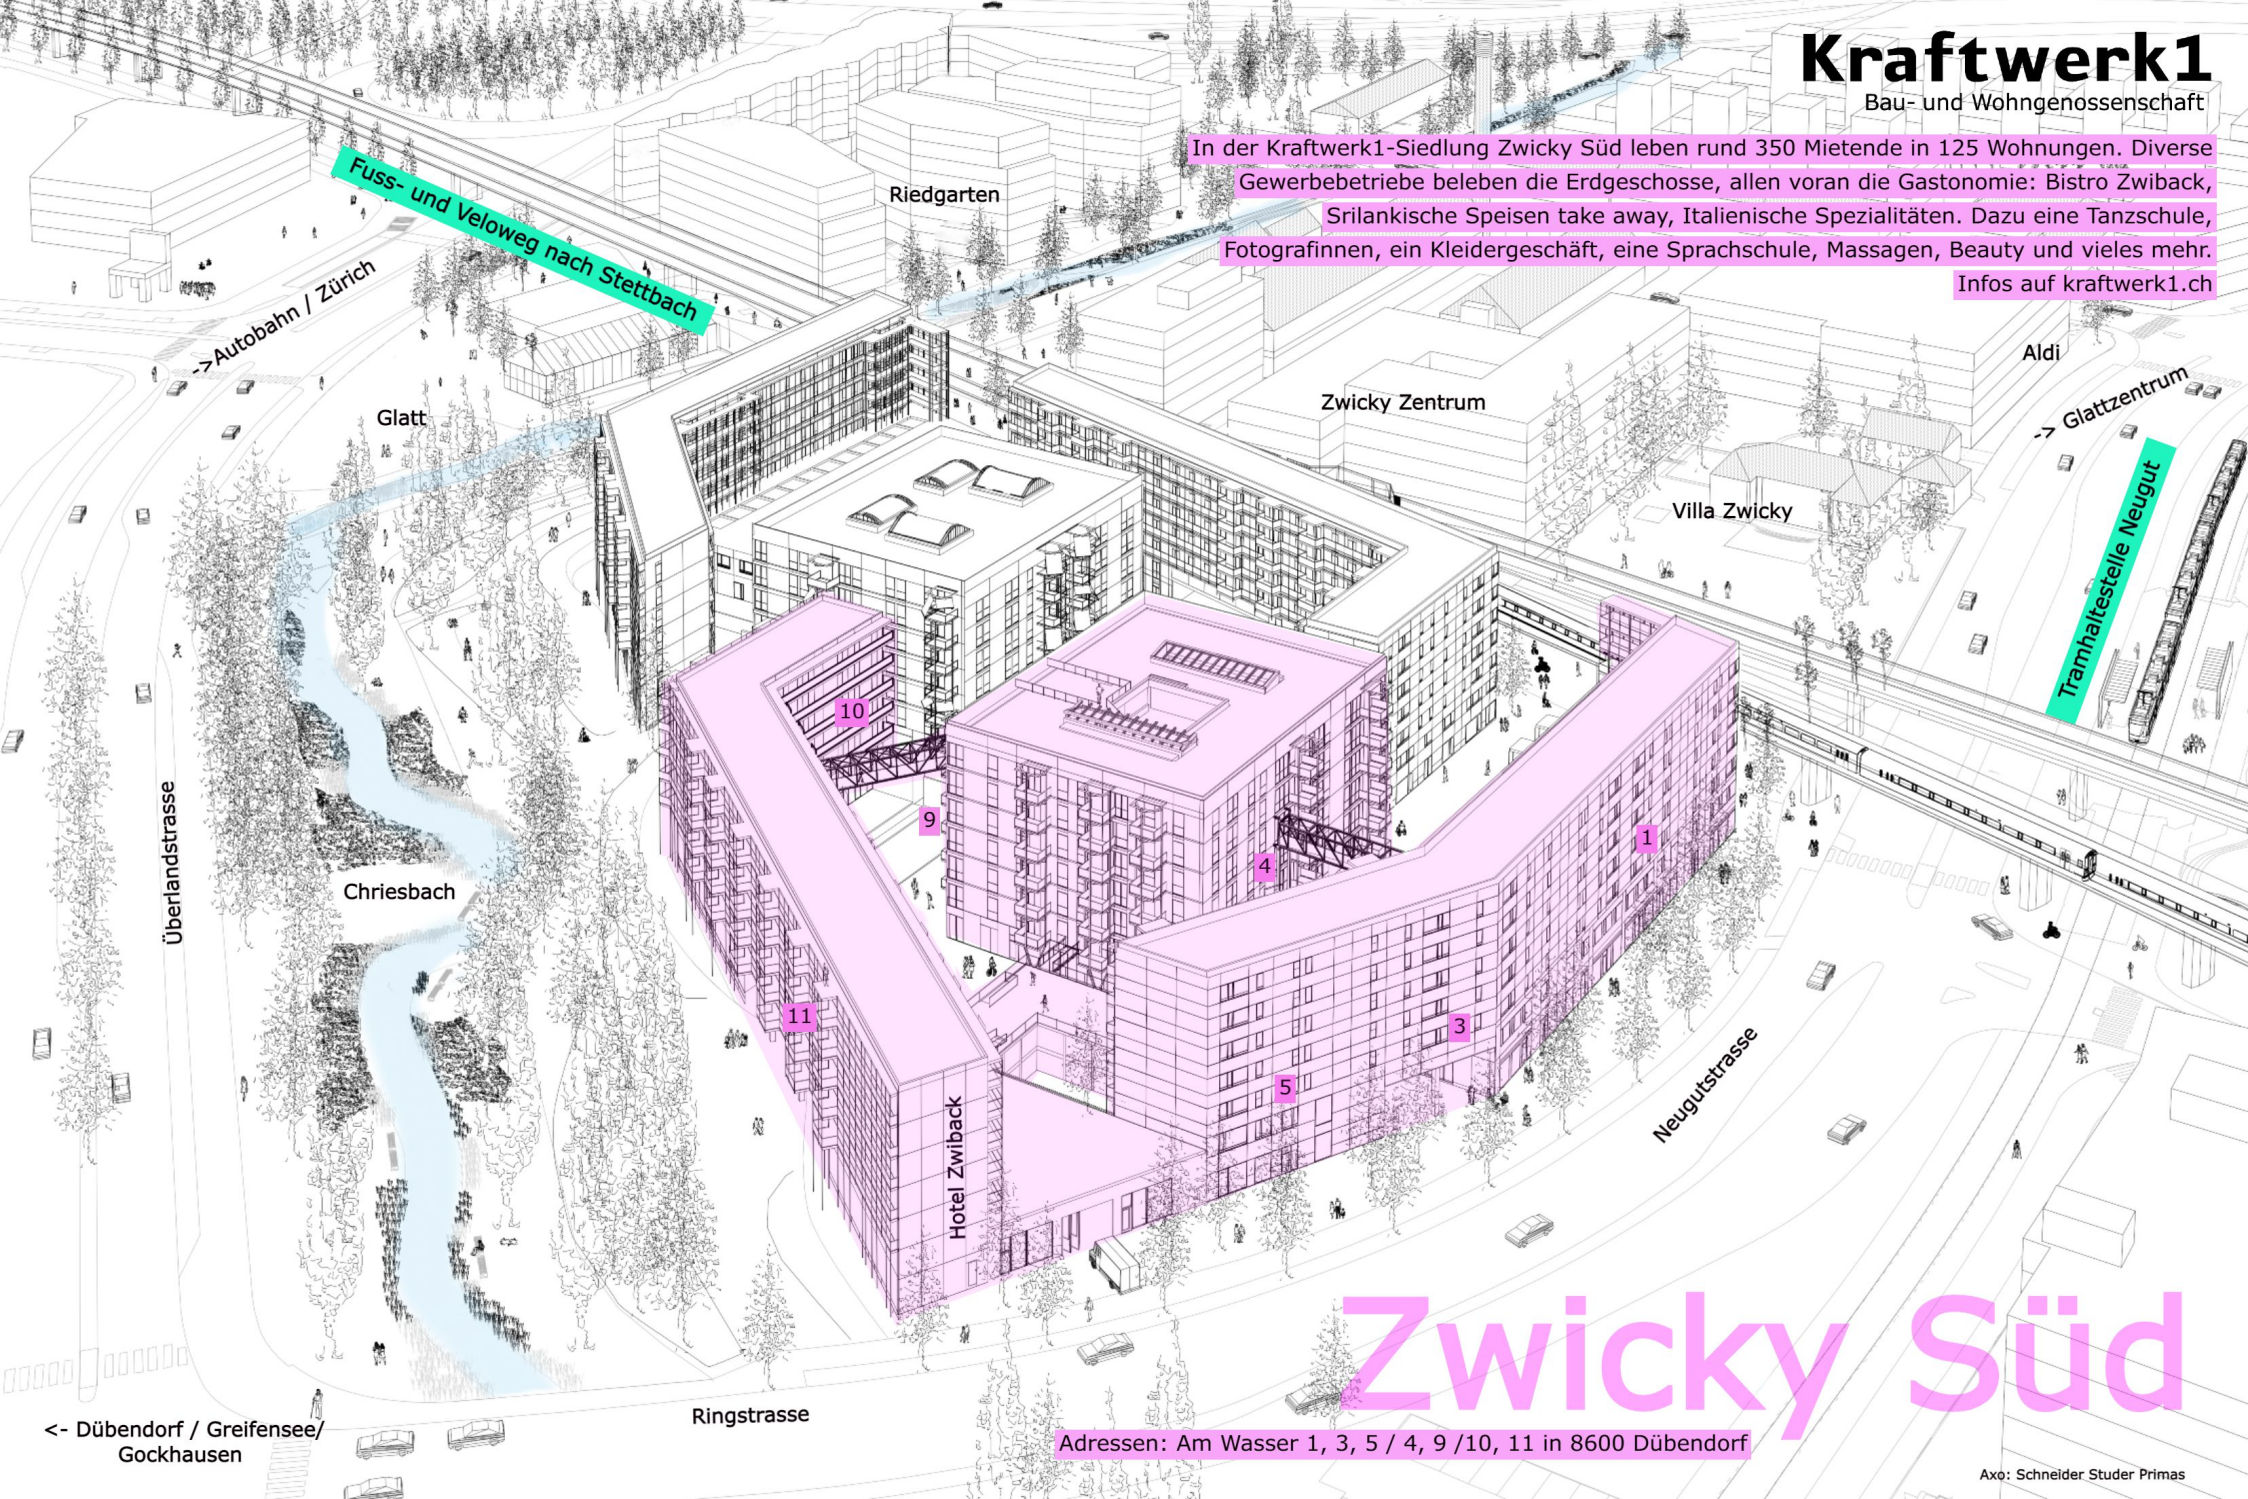 Kraftwerk1
Bau- und Wohngenossenschaft
In der Kraftwerk1-Siedlung Zwicky Süd leben rund 350 Mietende in 125 Wohnungen. Diverse
Gewerbebetriebe beleben die Erdgeschosse, allen voran die Gastonomie: Bistro Zwiback,
Srilankische Speisen take away, Italienische Spezialitäten. Dazu eine Tanzschule,
Fotografinnen, ein Kleidergeschäft, eine Sprachschule, Massagen, Beauty und vieles mehr.
Infos auf kraftwerk1.ch
Fuss- und Veloweg nach Stettbach
Riedgarten
->Autobahn / Zürich
Aldi
-> Glattzentrum
Zwicky Zentrum
Glatt
Villa Zwicky
Tramhaltestelle Neugut
10
9
4
1
Überlandstrasse
Chriesbach
11
3
5
Neugutstrasse
Hotel Zwiback
Zwicky Süd
Ringstrasse
<- Dübendorf / Greifensee/
Gockhausen
Adressen: Am Wasser 1, 3, 5 / 4, 9 /10, 11 in 8600 Dübendorf
Axo: Schneider Studer Primas